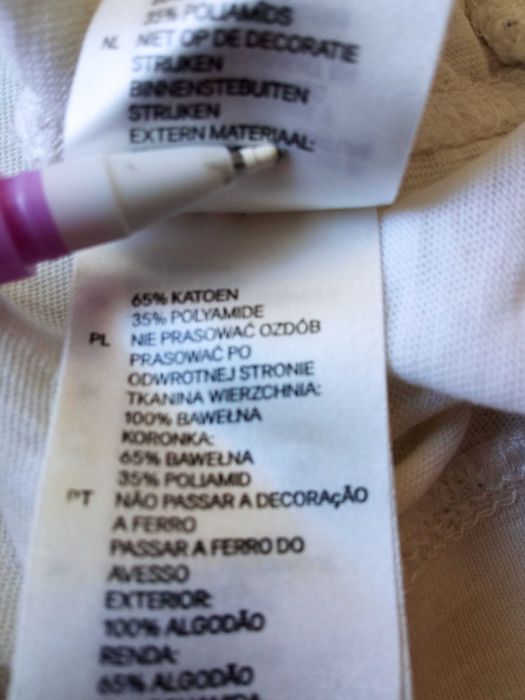 35% POLIAMĪDS
NL NET OP DE DECORATIE
STRIJKEN
BINNENSTEBUITEN
STRIJKEN
EXTERN MATERIAAL:
65% KATOEN
35% POLYAMIDE
PL NIE PRASOWAĆ OZDÓB
PRASOWAĆ PO
ODWROTNEJ STRONIE
TKANINA WIERZCHNIA:
100% BAWEŁNA
KORONKA:
65% BAWEŁNA
35% POLIAMID
PT NÃO PASSAR A DECORAçÃO
A FERRO
PASSAR A FERRO DO
AVESSO
EXTERIOR:
100% ALGODÃO
RENDA:
65% ALGODÃO